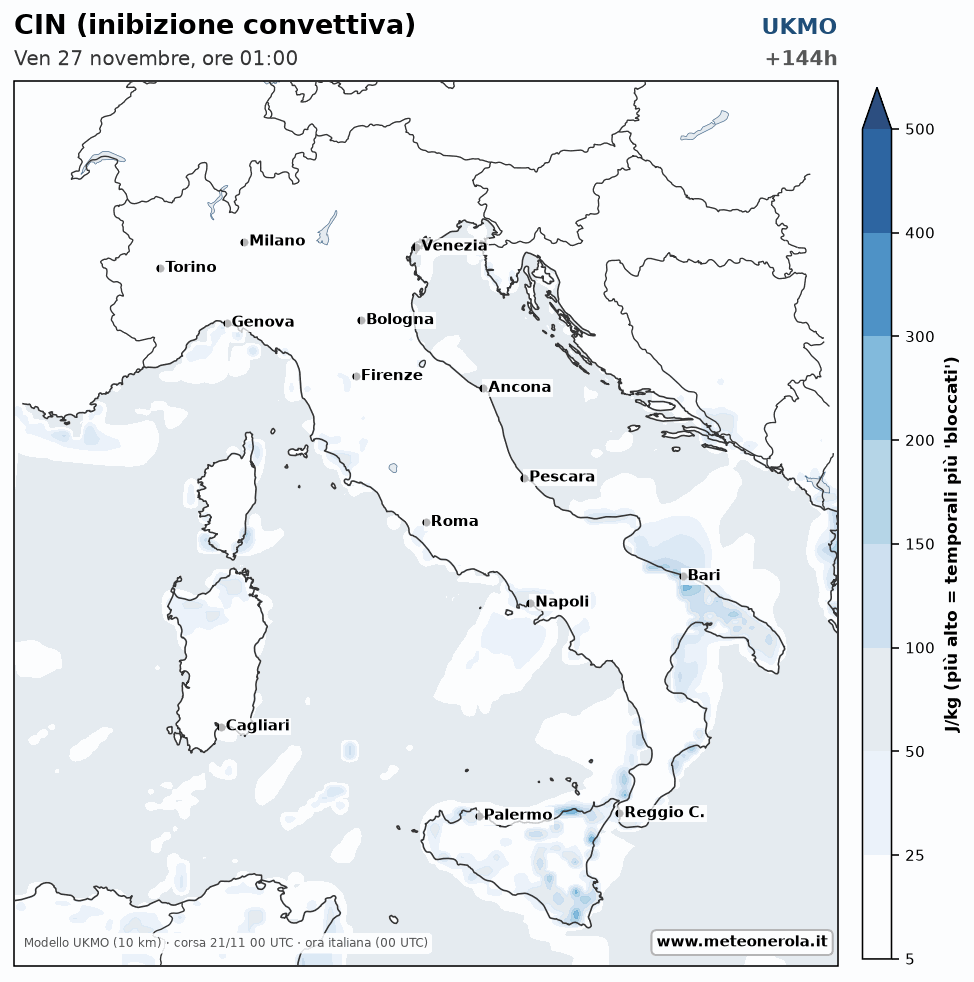 CIN (inibizione convettiva)
UKMO
Ven 27 novembre, ore 01:00
+144h
Milano
Venezia
Torino
Genova
Bologna
Firenze
Ancona
Pescara
Roma
Bari
Napoli
Cagliari
Palermo
Reggio C.
Modello UKMO (10 km) · corsa 21/11 00 UTC · ora italiana (00 UTC)
www.meteonerola.it
500
400
300
200
150
100
50
25
5
J/kg (più alto = temporali più 'bloccati')